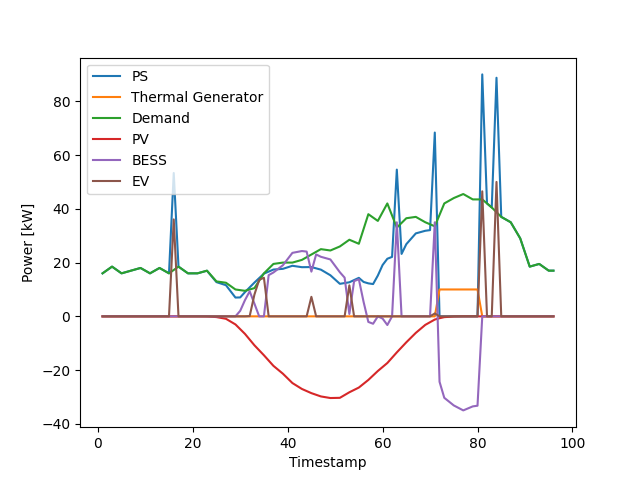 PS
Thermal Generator
Demand
PV
BESS
EV
Power [kW]
80
60
40
20
0
−20
−40
0 20 40 60 80 100
Timestamp